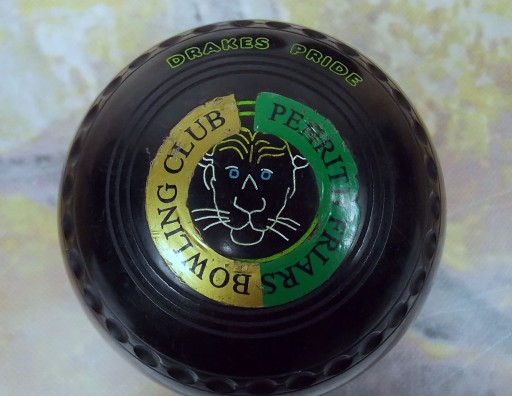 DRAKES PRIDE
PENRITH FRIARS BOWLING CLUB